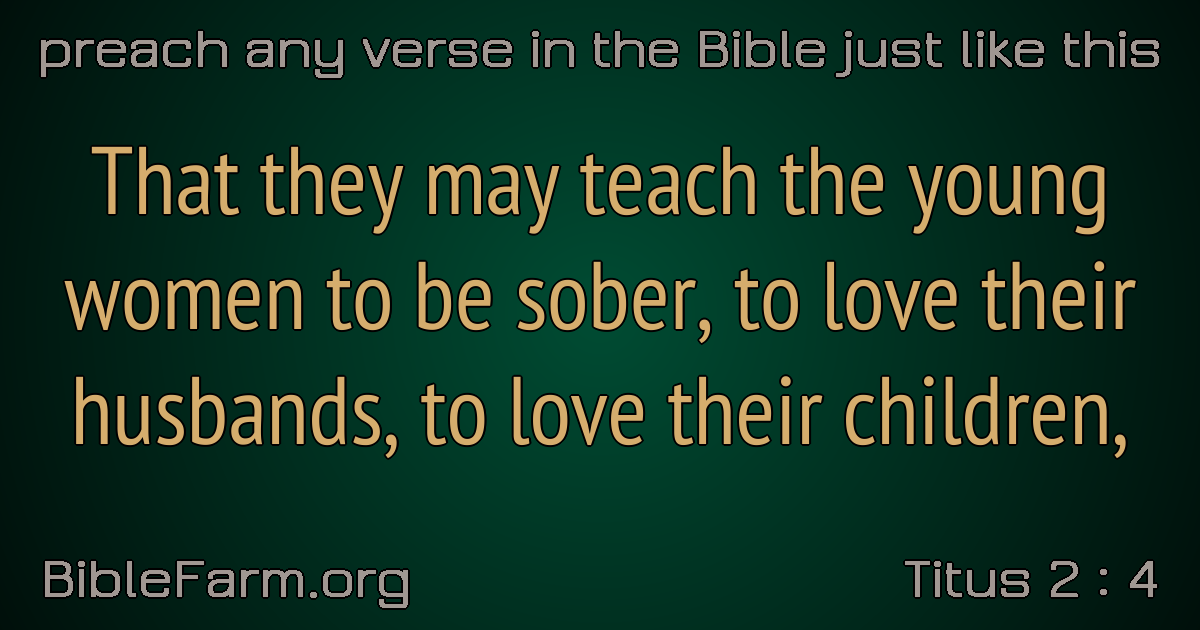 preach any verse in the Bible just like this
That they may teach the young
women to be sober, to love their
husbands, to love their children,
BibleFarm.org
Titus 2 : 4